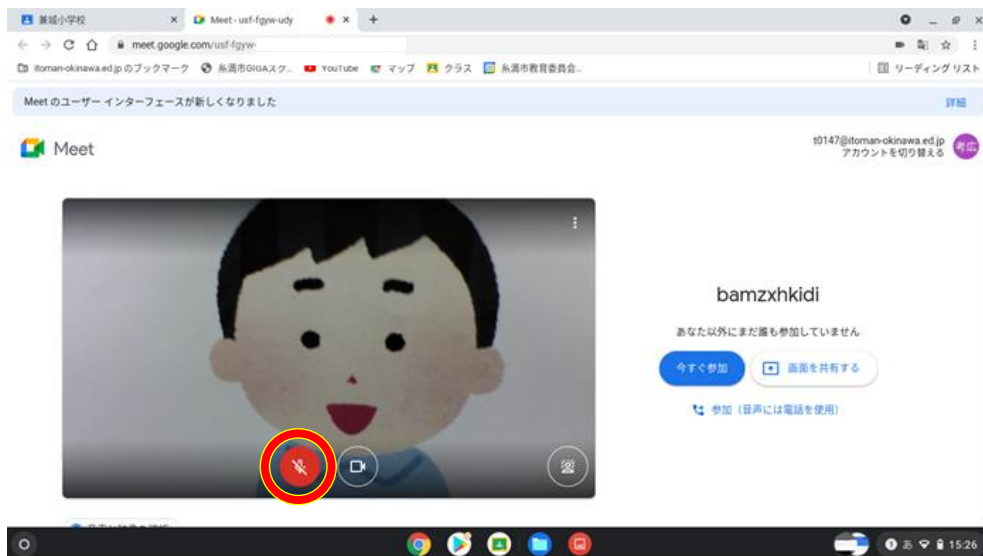 兼城小学校
Meet - usf-fgyw-udy
meet.google.com/usf-fgyw-
itoman-okinawa.ed.jp のブックマーク 糸満市GIGAスク... YouTube マップ クラス 糸満市教育委員会... リーディング リスト
Meet のユーザー インターフェースが新しくなりました 詳細
Meet
t0147@itoman-okinawa.ed.jp
アカウントを切り替える
考広
bamzxhkidi
あなた以外にまだ誰も参加していません
今すぐ参加 画面を共有する
参加（音声には電話を使用）
1 あ 15:26